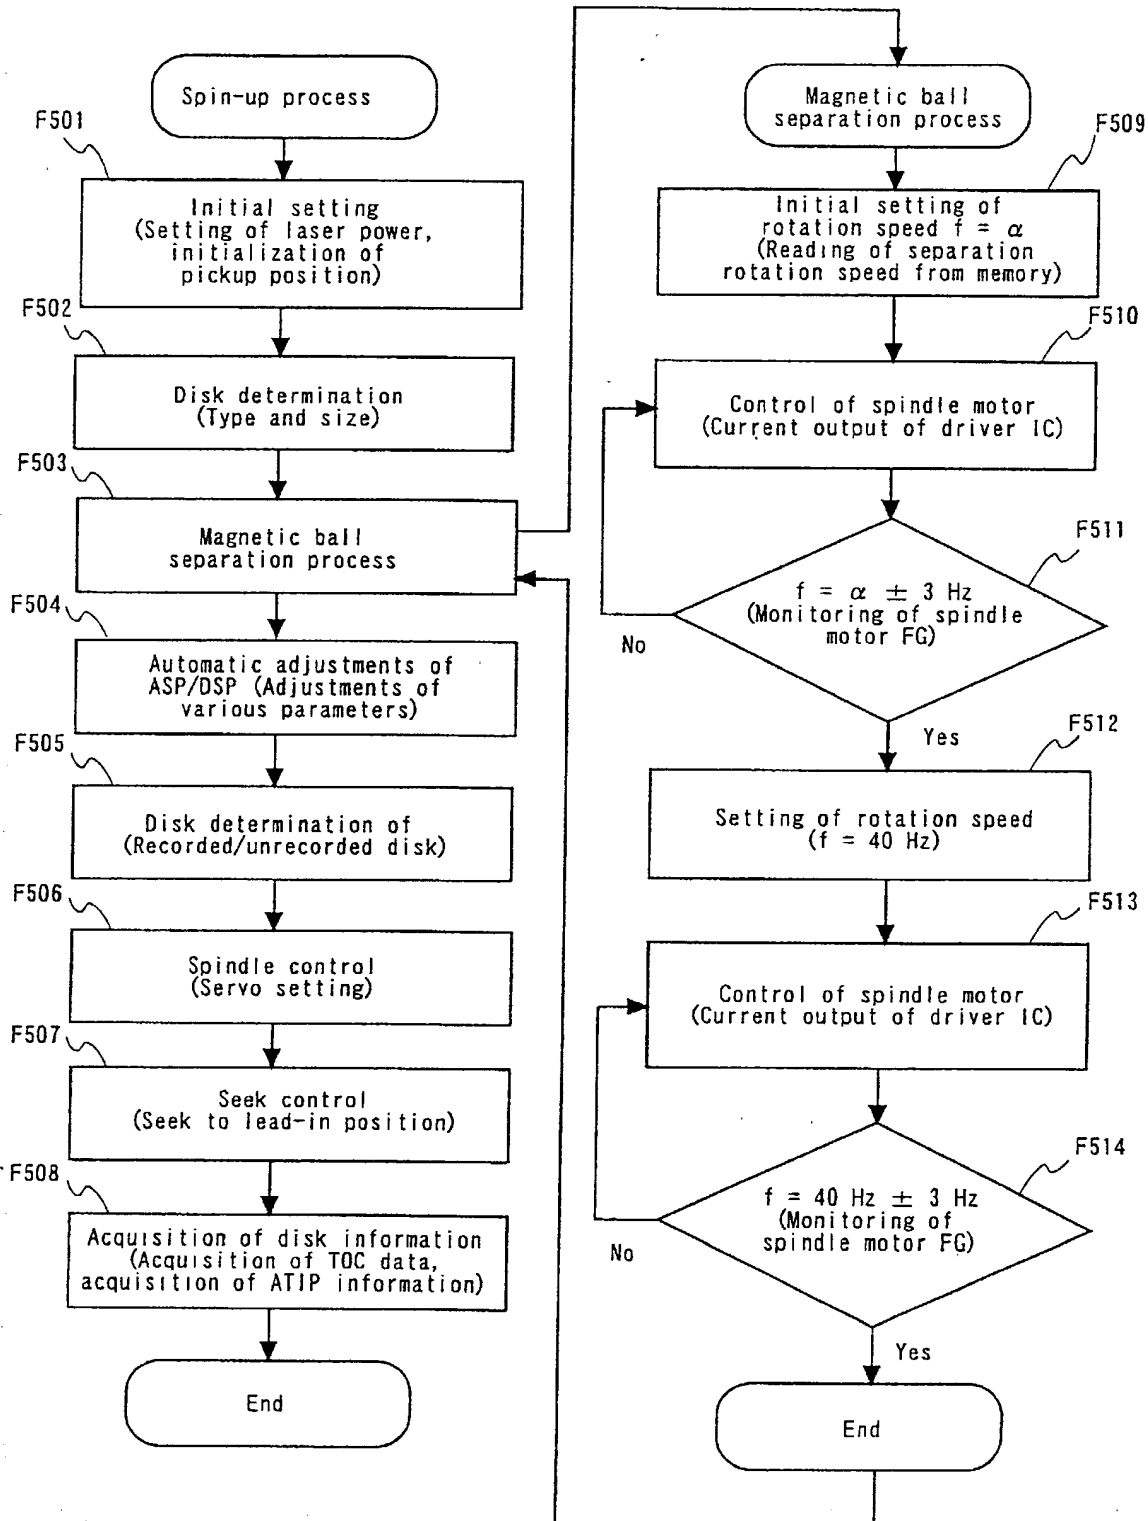 Spin-up process
F501
Initial setting
(Setting of laser power,
initialization of
pickup position)
F502
Disk determination
(Type and size)
F503
Magnetic ball
separation process
F504
Automatic adjustments of
ASP/DSP (Adjustments of
various parameters)
F505
Disk determination of
(Recorded/unrecorded disk)
F506
Spindle control
(Servo setting)
F507
Seek control
(Seek to lead-in position)
F508
Acquisition of disk information
(Acquisition of TOC data,
acquisition of ATIP information)
End
Magnetic ball
separation process
F509
Initial setting of
rotation speed f = α
(Reading of separation
rotation speed from memory)
F510
Control of spindle motor
(Current output of driver IC)
F511
f = α ± 3 Hz
(Monitoring of spindle
motor FG)
No
Yes
F512
Setting of rotation speed
(f = 40 Hz)
F513
Control of spindle motor
(Current output of driver IC)
F514
f = 40 Hz ± 3 Hz
(Monitoring of
spindle motor FG)
No
Yes
End